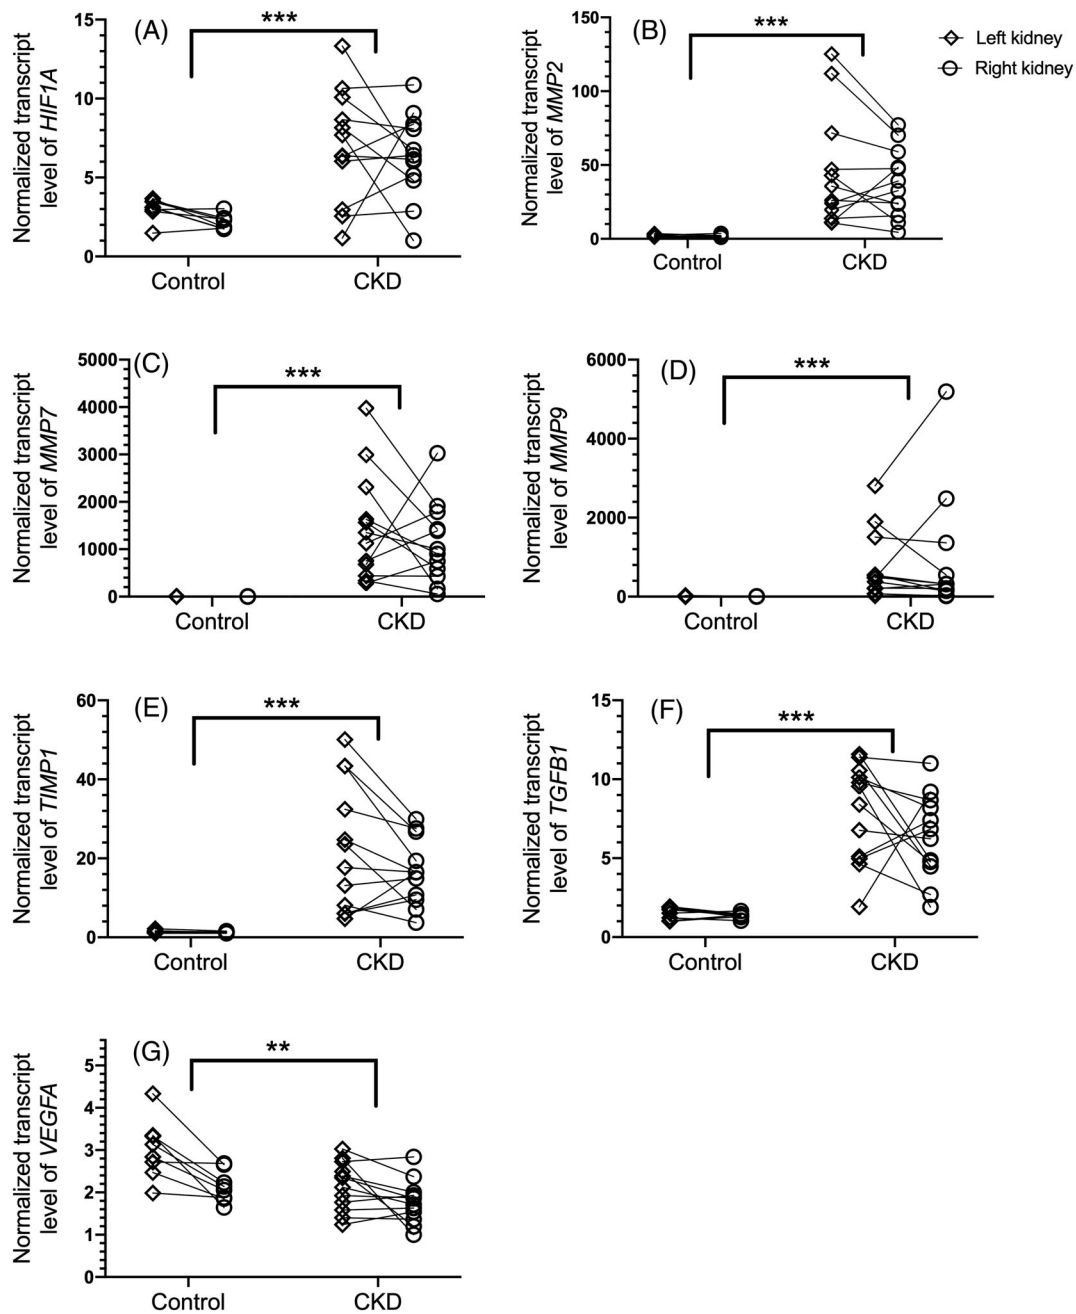 (A)
***
Normalized transcript
level of HIF1A
15
10
5
0
Control
CKD
(B)
***
Normalized transcript
level of MMP2
150
100
50
0
Control
CKD
Left kidney
Right kidney
(C)
***
Normalized transcript
level of MMP7
5000
4000
3000
2000
1000
0
Control
CKD
(D)
***
Normalized transcript
level of MMP9
6000
4000
2000
0
Control
CKD
(E)
***
Normalized transcript
level of TIMP1
60
40
20
0
Control
CKD
(F)
***
Normalized transcript
level of TGFB1
15
10
5
0
Control
CKD
(G)
**
Normalized transcript
level of VEGFA
5
4
3
2
1
0
Control
CKD